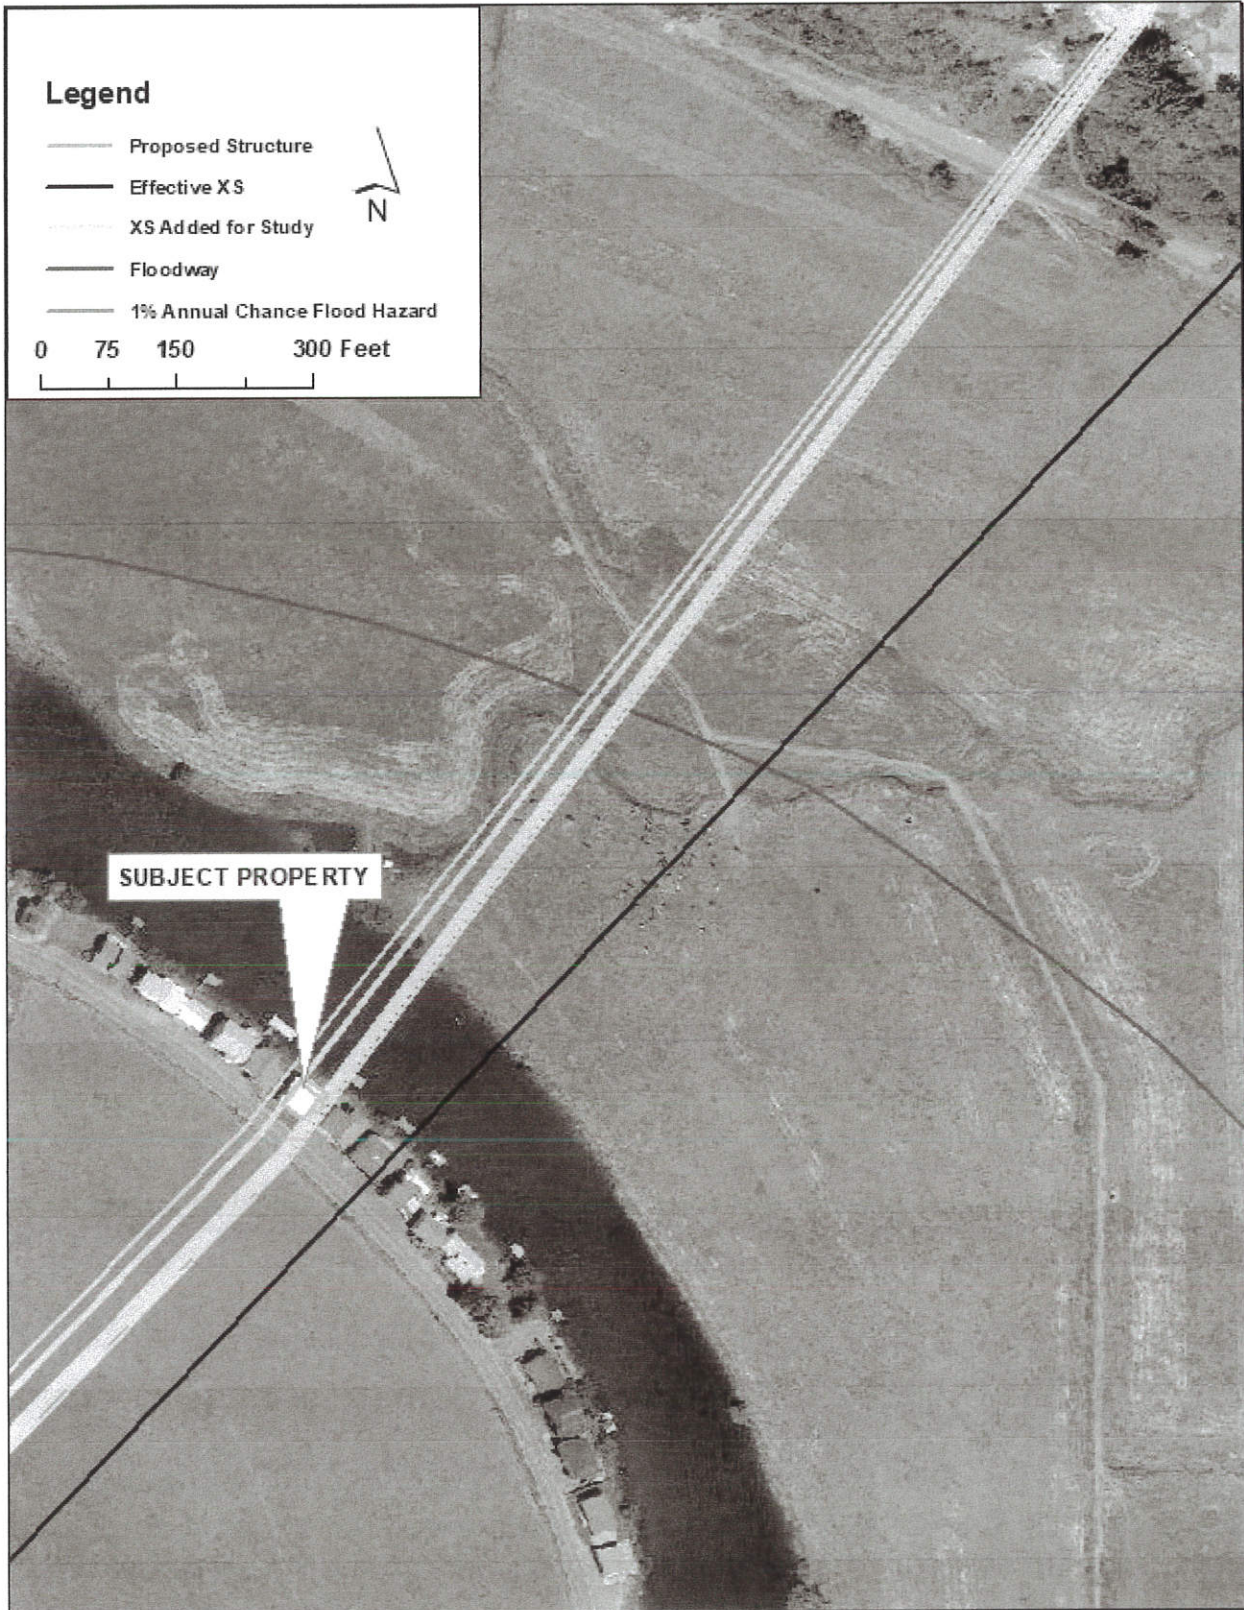 Legend
Proposed Structure
Effective XS
XS Added for Study
Floodway
1% Annual Chance Flood Hazard
N
0 75 150 300 Feet
SUBJECT PROPERTY